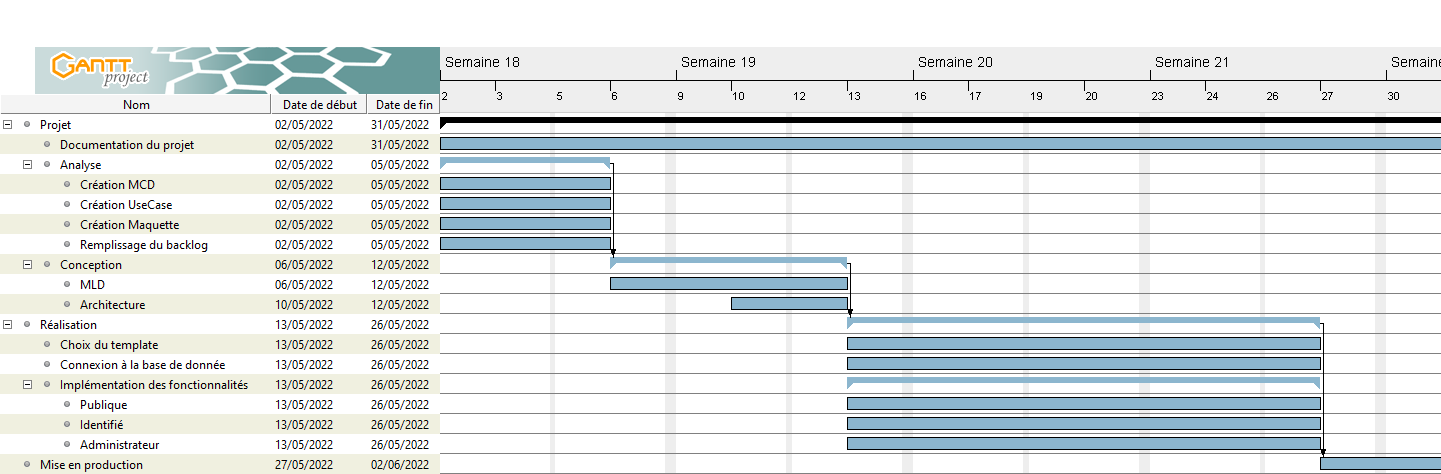 GANTT
project
Semaine 18 Semaine 19 Semaine 20 Semaine 21 Semaine
2 3 5 6 9 10 12 13 16 17 19 20 23 24 26 27 30
Nom Date de début Date de fin
Projet 02/05/2022 31/05/2022
Documentation du projet 02/05/2022 31/05/2022
Analyse 02/05/2022 05/05/2022
Création MCD 02/05/2022 05/05/2022
Création UseCase 02/05/2022 05/05/2022
Création Maquette 02/05/2022 05/05/2022
Remplissage du backlog 02/05/2022 05/05/2022
Conception 06/05/2022 12/05/2022
MLD 06/05/2022 12/05/2022
Architecture 10/05/2022 12/05/2022
Réalisation 13/05/2022 26/05/2022
Choix du template 13/05/2022 26/05/2022
Connexion à la base de donnée 13/05/2022 26/05/2022
Implémentation des fonctionnalités 13/05/2022 26/05/2022
Publique 13/05/2022 26/05/2022
Identifié 13/05/2022 26/05/2022
Administrateur 13/05/2022 26/05/2022
Mise en production 27/05/2022 02/06/2022